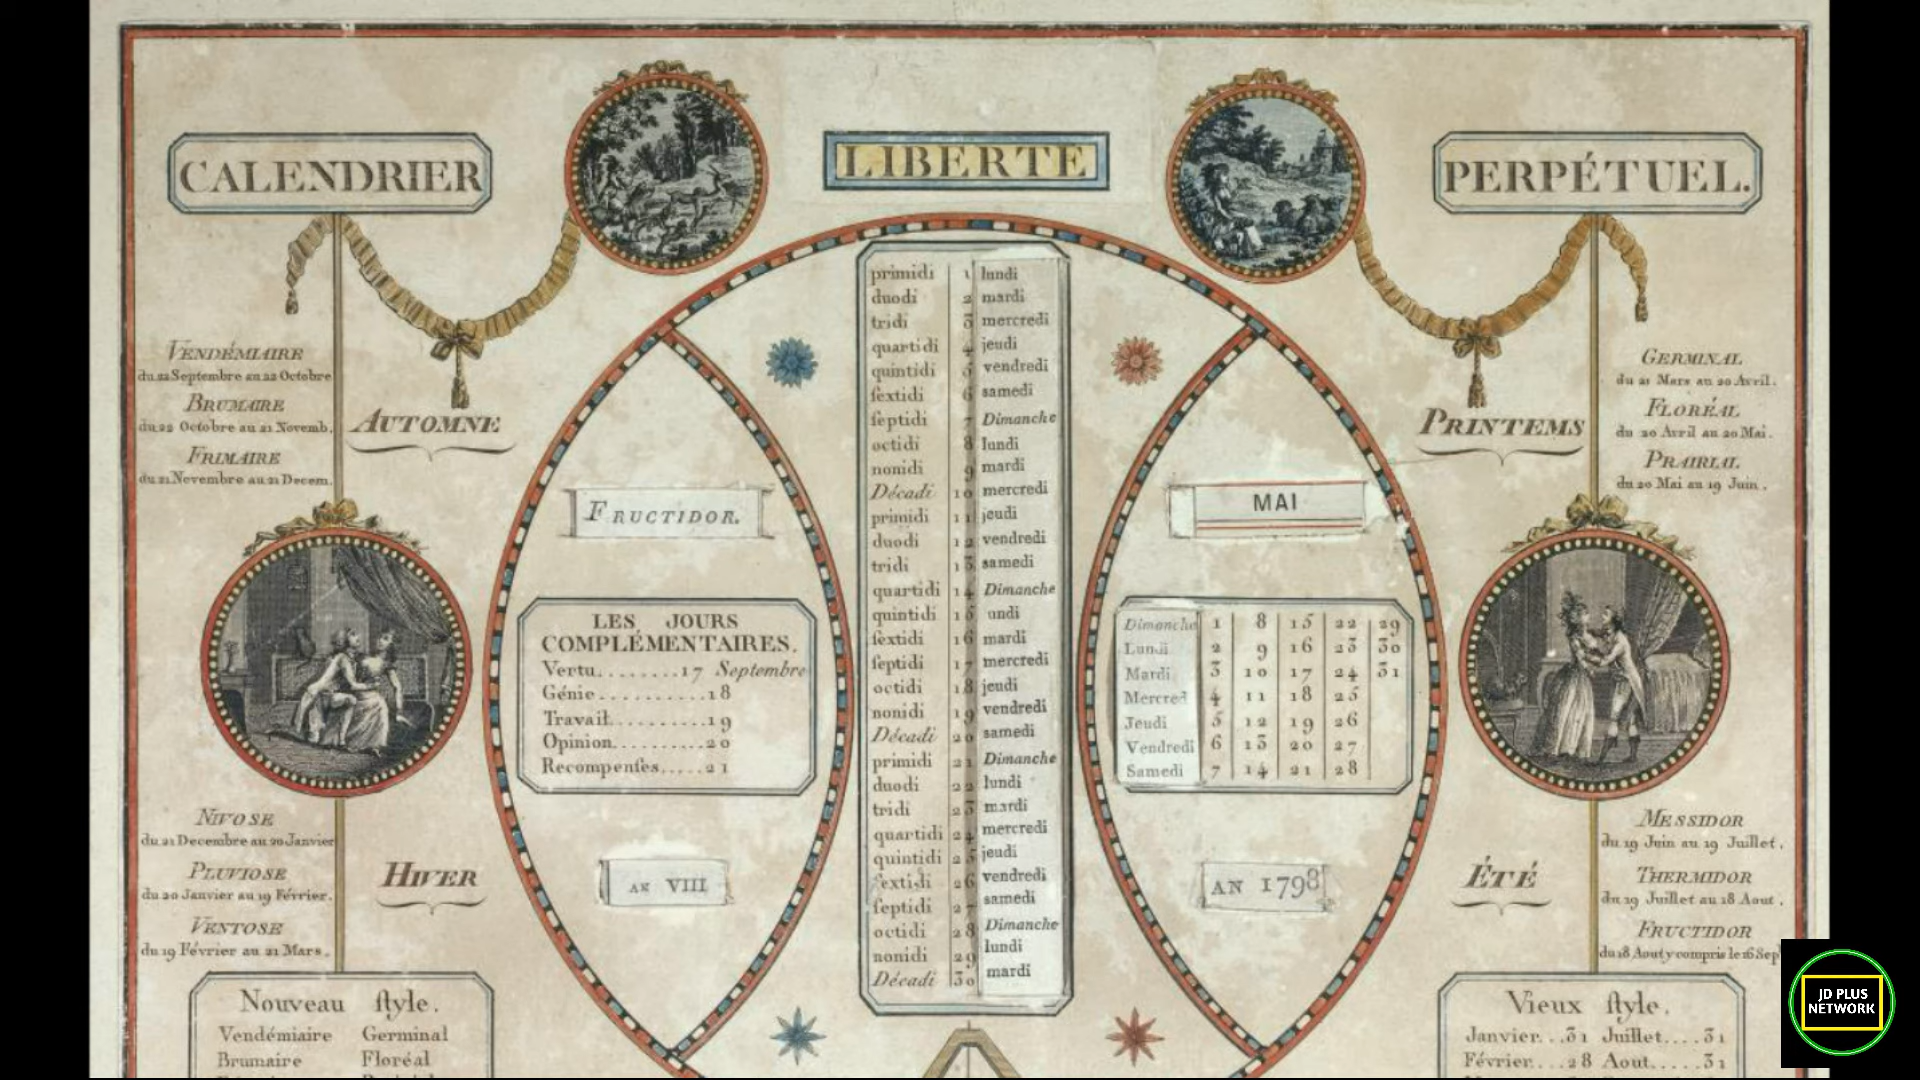 CALENDRIER
LIBERTE
PERPÉTUEL.
VENDÉMIAIRE
du 22 Septembre au 22 Octobre
BRUMAIRE
du 22 Octobre au 21 Novemb.
FRIMAIRE
du 21 Novembre au 21 Decem.
AUTOMNE
NIVOSE
du 21 Decembre au 20 Janvier
PLUVIOSE
du 20 Janvier au 19 Février.
VENTOSE
du 19 Février au 21 Mars.
HIVER
Nouveau ſtyle.
Vendémiaire Germinal
Brumaire Floréal
FRUCTIDOR.
LES JOURS
COMPLÉMENTAIRES.
Vertu........17 Septembre
Génie..........18
Travail..........19
Opinion..........20
Recompenſes.....21
AN VIII
primidi 1 lundi
duodi 2 mardi
tridi 3 mercredi
quartidi 4 jeudi
quintidi 5 vendredi
ſextidi 6 samedi
ſeptidi 7 Dimanche
octidi 8 lundi
nonidi 9 mardi
Décadi 10 mercredi
primidi 11 jeudi
duodi 12 vendredi
tridi 13 samedi
quartidi 14 Dimanche
quintidi 15 undi
ſextidi 16 mardi
ſeptidi 17 mercredi
octidi 18 jeudi
nonidi 19 vendredi
Décadi 20 samedi
primidi 21 Dimanche
duodi 22 lundi
tridi 23 mardi
quartidi 24 mercredi
quintidi 25 jeudi
ſextidi 26 vendredi
ſeptidi 27 samedi
octidi 28 Dimanche
nonidi 29 lundi
Décadi 30 mardi
MAI
Dimanche 1 8 15 22 29
Lundi 2 9 16 23 30
Mardi 3 10 17 24 31
Mercred 4 11 18 25
Jeudi 5 12 19 26
Vendredi 6 13 20 27
Samedi 7 14 21 28
AN 1798
GERMINAL
du 21 Mars au 20 Avril.
FLORÉAL
du 20 Avril au 20 Mai.
PRAIRIAL
du 20 Mai au 19 Juin.
PRINTEMS
MESSIDOR
du 19 Juin au 19 Juillet.
THERMIDOR
du 19 Juillet au 18 Aout.
FRUCTIDOR
du 18 Aout y compris le 16 Sep
ÉTÉ
Vieux ſtyle.
Janvier...31 Juillet....31
Février....28 Aout.....31
JD PLUS
NETWORK